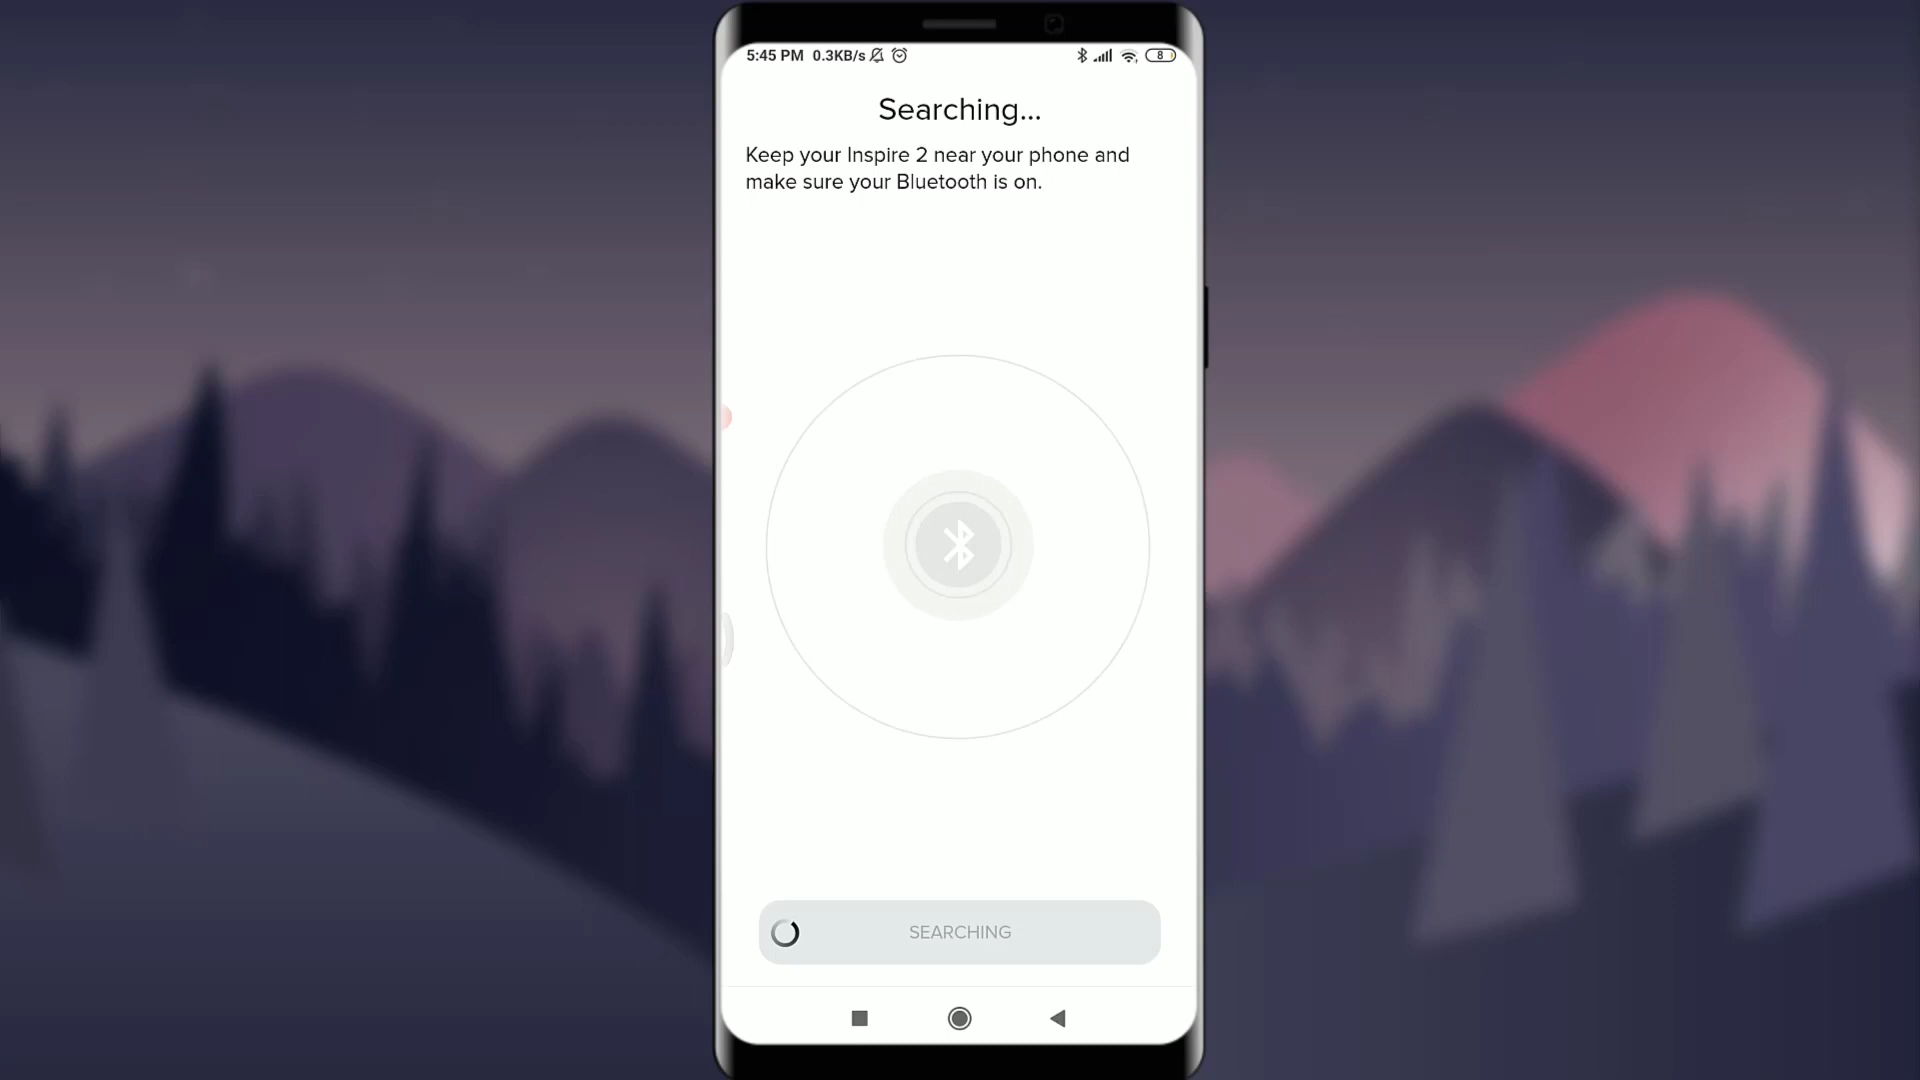 5:45 PM 0.3KB/s 8
Searching...
Keep your Inspire 2 near your phone and
make sure your Bluetooth is on.
SEARCHING